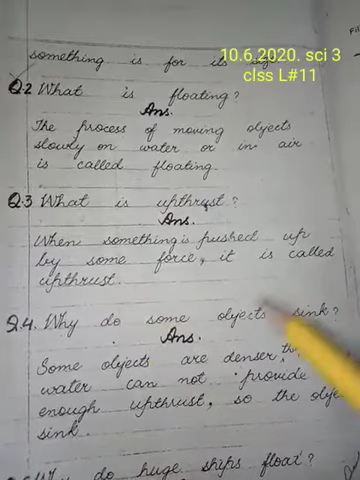 something is for its size
10.6.2020. sci 3
clss L#11
Q.2 What is floating?
Ans.
The process of moving objects
slowly on water or in air
is called floating.
Q.3 What is upthrust?
Ans.
When something is pushed up
by some force, it is called
upthrust.
Q.4. Why do some objects sink?
Ans.
Some objects are denser,
water can not provide
enough upthrust, so the
sink.
do huge ships float?